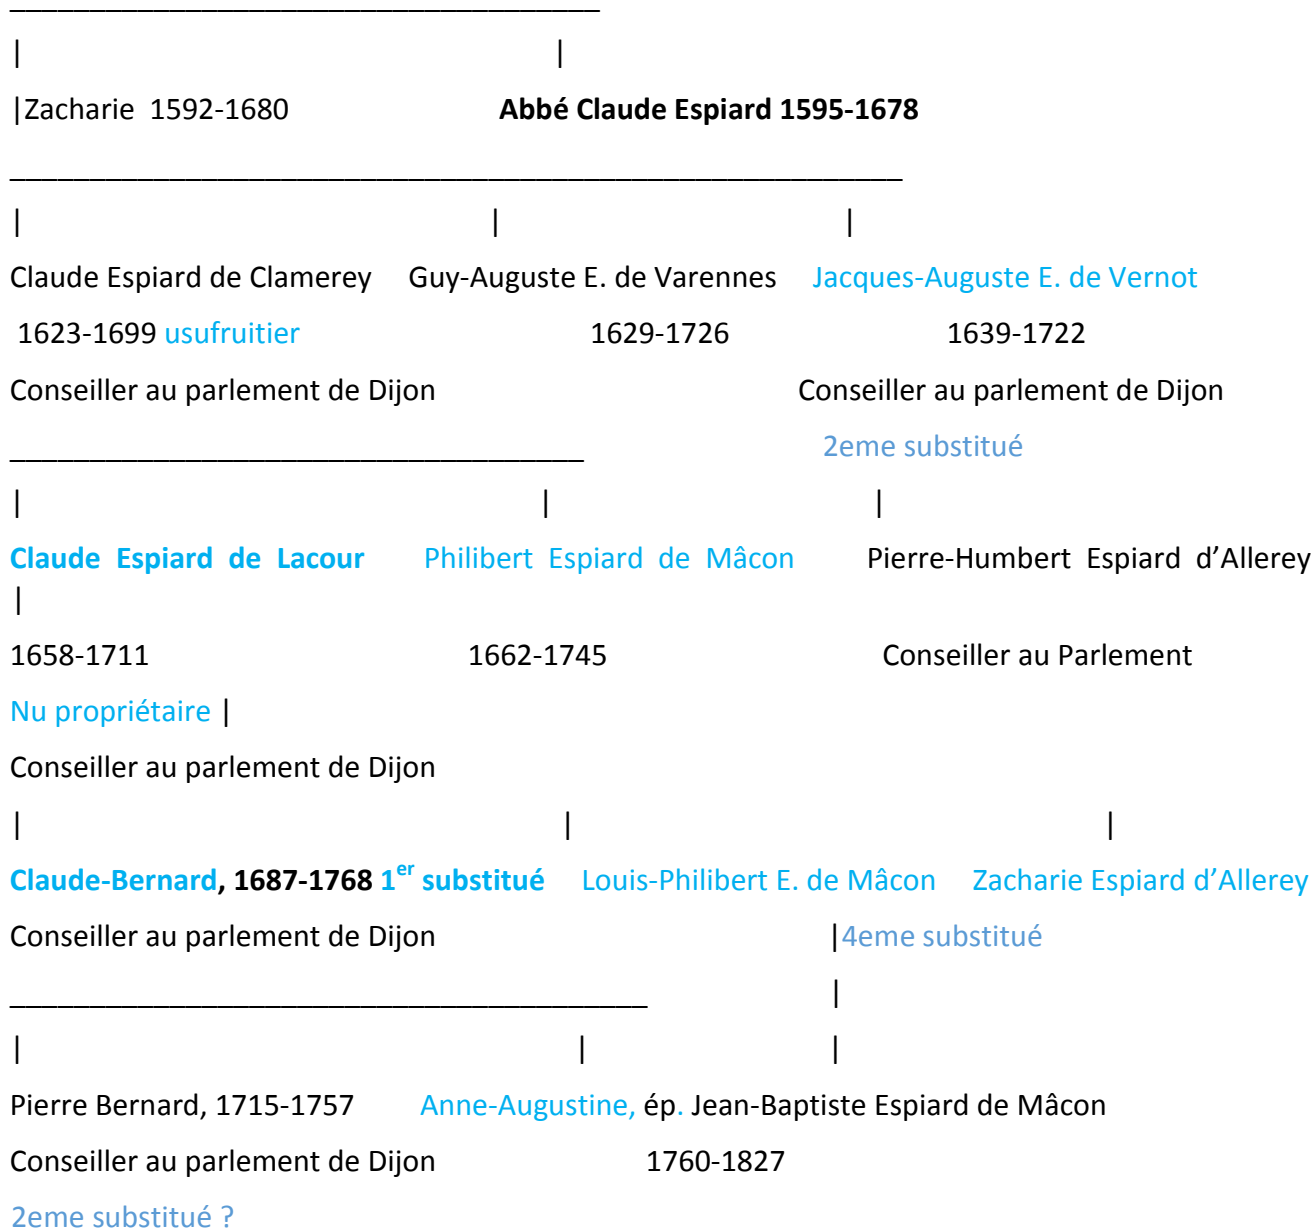 |Zacharie 1592-1680 Abbé Claude Espiard 1595-1678
Claude Espiard de Clamerey Guy-Auguste E. de Varennes Jacques-Auguste E. de Vernot
1623-1699 usufruitier 1629-1726 1639-1722
Conseiller au parlement de Dijon Conseiller au parlement de Dijon
2eme substitué
Claude Espiard de Lacour Philibert Espiard de Mâcon Pierre-Humbert Espiard d’Allerey
|
1658-1711 1662-1745 Conseiller au Parlement
Nu propriétaire |
Conseiller au parlement de Dijon
Claude-Bernard, 1687-1768 1er substitué Louis-Philibert E. de Mâcon Zacharie Espiard d’Allerey
Conseiller au parlement de Dijon |4eme substitué
Pierre Bernard, 1715-1757 Anne-Augustine, ép. Jean-Baptiste Espiard de Mâcon
Conseiller au parlement de Dijon 1760-1827
2eme substitué ?